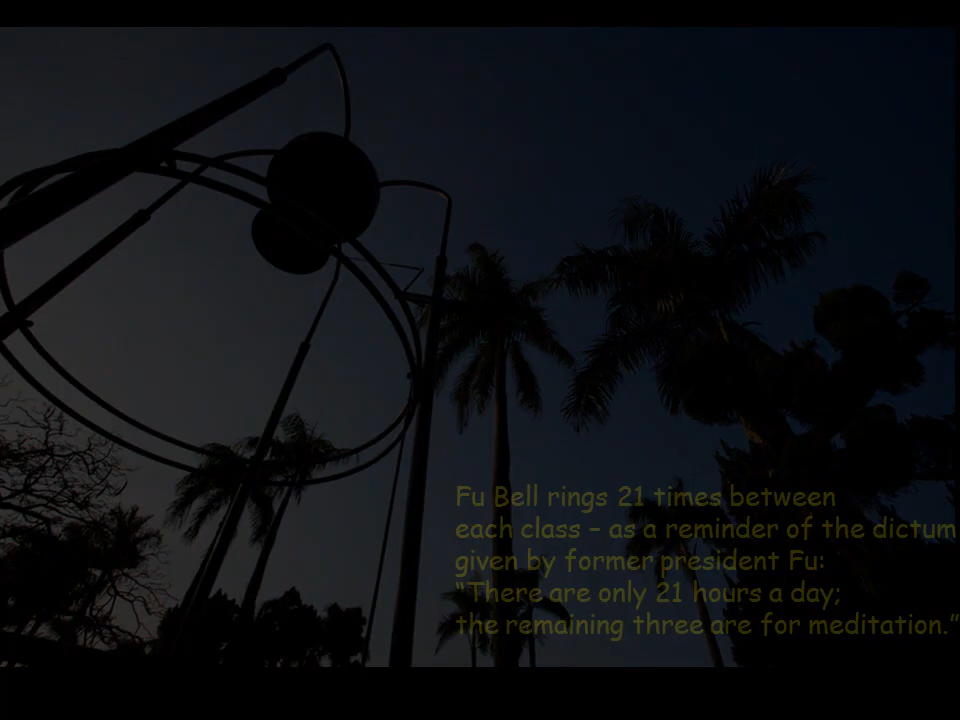 Fu Bell rings 21 times between
each class – as a reminder of the dictum
given by former president Fu:
“There are only 21 hours a day;
the remaining three are for meditation.”